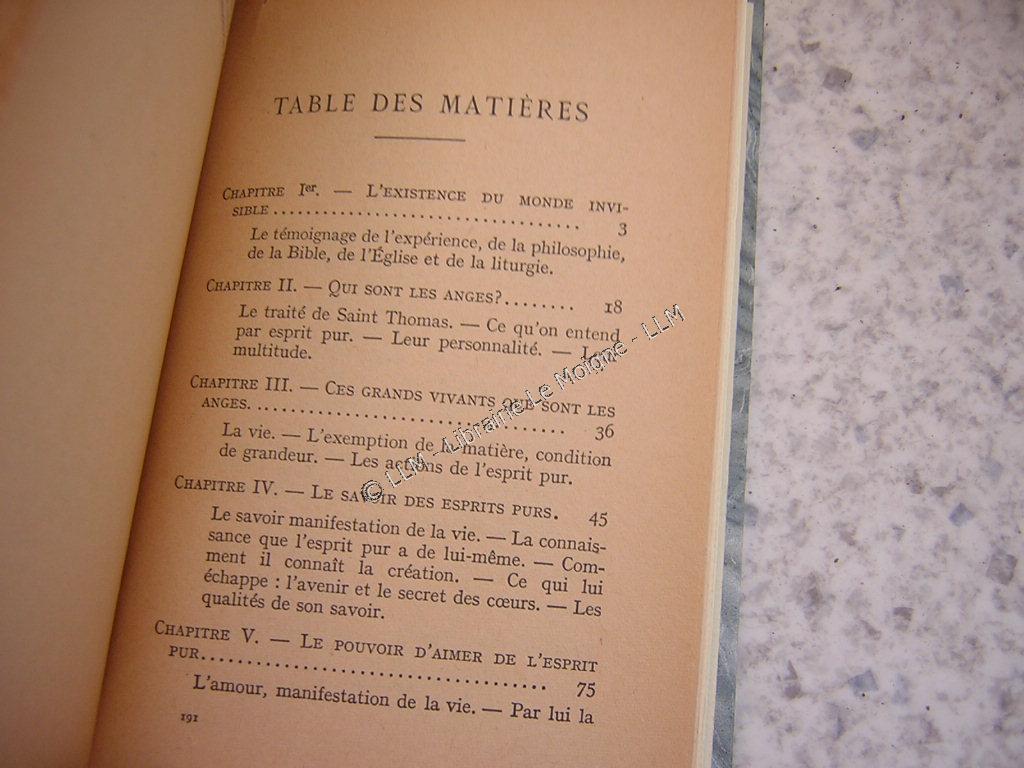 TABLE DES MATIÈRES
CHAPITRE Ier. — L'EXISTENCE DU MONDE INVI-
SIBLE .................................. 3
Le témoignage de l'expérience, de la philosophie,
de la Bible, de l'Église et de la liturgie.
CHAPITRE II. — QUI SONT LES ANGES?........ 18
Le traité de Saint Thomas. — Ce qu'on entend
par esprit pur. — Leur personnalité. — Leur
multitude.
CHAPITRE III. — CES GRANDS VIVANTS QUE SONT LES
ANGES. .................................. 36
La vie. — L'exemption de la matière, condition
de grandeur. — Les actions de l'esprit pur.
CHAPITRE IV. — LE SAVOIR DES ESPRITS PURS. 45
Le savoir manifestation de la vie. — La connais-
sance que l'esprit pur a de lui-même. — Com-
ment il connaît la création. — Ce qui lui
échappe : l'avenir et le secret des cœurs. — Les
qualités de son savoir.
CHAPITRE V. — LE POUVOIR D'AIMER DE L'ESPRIT
PUR..................................... 75
L'amour, manifestation de la vie. — Par lui la
191
© LLM - Librairie Le Moigne - LLM